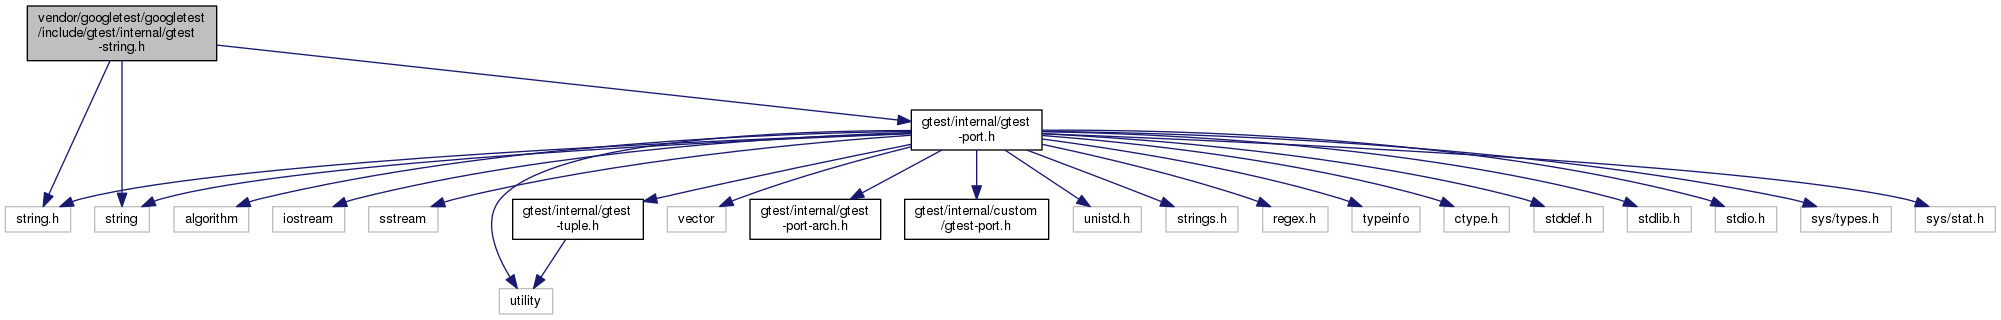 vendor/googletest/googletest
/include/gtest/internal/gtest
-string.h
gtest/internal/gtest
-port.h
string.h
string
algorithm
iostream
sstream
gtest/internal/gtest
-tuple.h
vector
gtest/internal/gtest
-port-arch.h
gtest/internal/custom
/gtest-port.h
unistd.h
strings.h
regex.h
typeinfo
ctype.h
stddef.h
stdlib.h
stdio.h
sys/types.h
sys/stat.h
utility